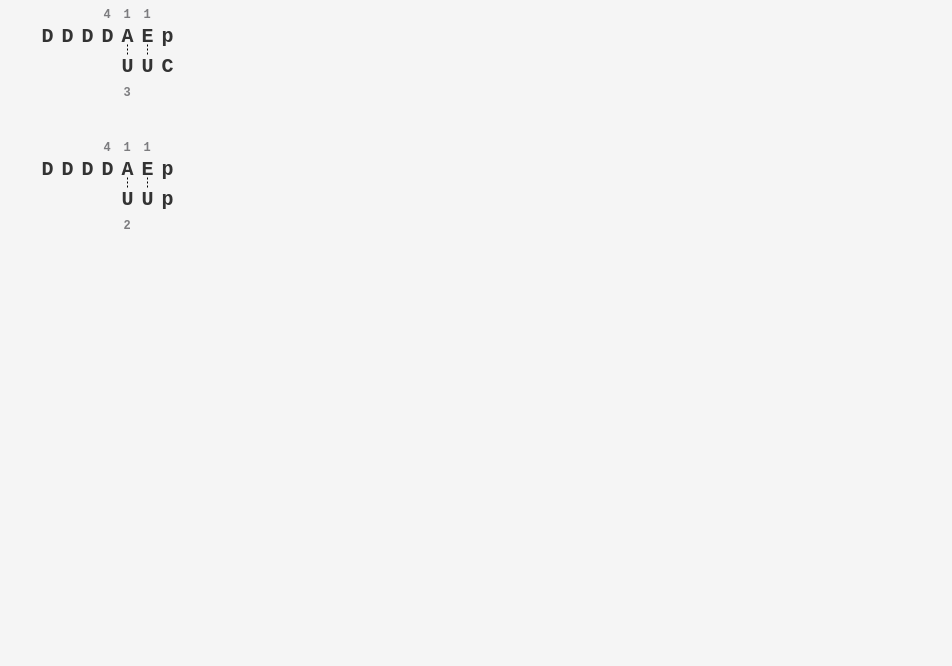 4 1 1
D D D D A E p
U U C
3
4 1 1
D D D D A E p
U U p
2